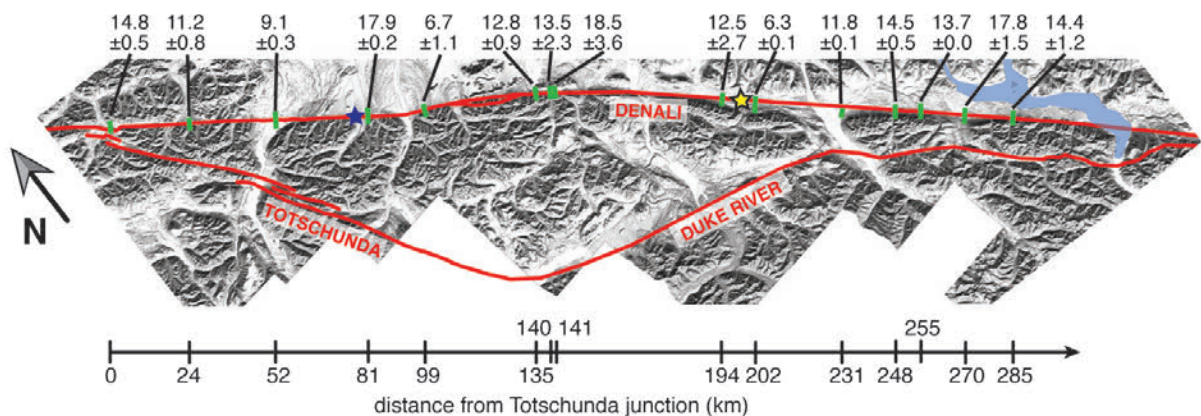 14.8 11.2 9.1 17.9 6.7 12.8 13.5 18.5 12.5 6.3 11.8 14.5 13.7 17.8 14.4
±0.5 ±0.8 ±0.3 ±0.2 ±1.1 ±0.9 ±2.3 ±3.6 ±2.7 ±0.1 ±0.1 ±0.5 ±0.0 ±1.5 ±1.2
DENALI
TOTSCHUNDA
DUKE RIVER
N
140 141 255
0 24 52 81 99 135 194 202 231 248 270 285
distance from Totschunda junction (km)